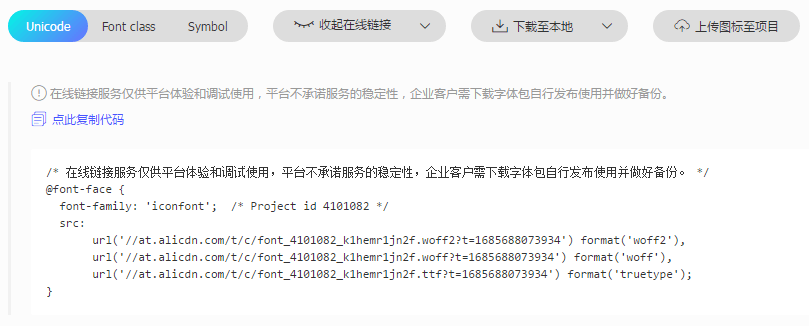 Unicode Font class Symbol 收起在线链接 下载至本地 上传图标至项目
在线链接服务仅供平台体验和调试使用，平台不承诺服务的稳定性，企业客户需下载字体包自行发布使用并做好备份。
点此复制代码
/* 在线链接服务仅供平台体验和调试使用，平台不承诺服务的稳定性，企业客户需下载字体包自行发布使用并做好备份。 */
@font-face {
  font-family: 'iconfont';  /* Project id 4101082 */
  src:
       url('//at.alicdn.com/t/c/font_4101082_k1hemr1jn2f.woff2?t=1685688073934') format('woff2'),
       url('//at.alicdn.com/t/c/font_4101082_k1hemr1jn2f.woff?t=1685688073934') format('woff'),
       url('//at.alicdn.com/t/c/font_4101082_k1hemr1jn2f.ttf?t=1685688073934') format('truetype');
}